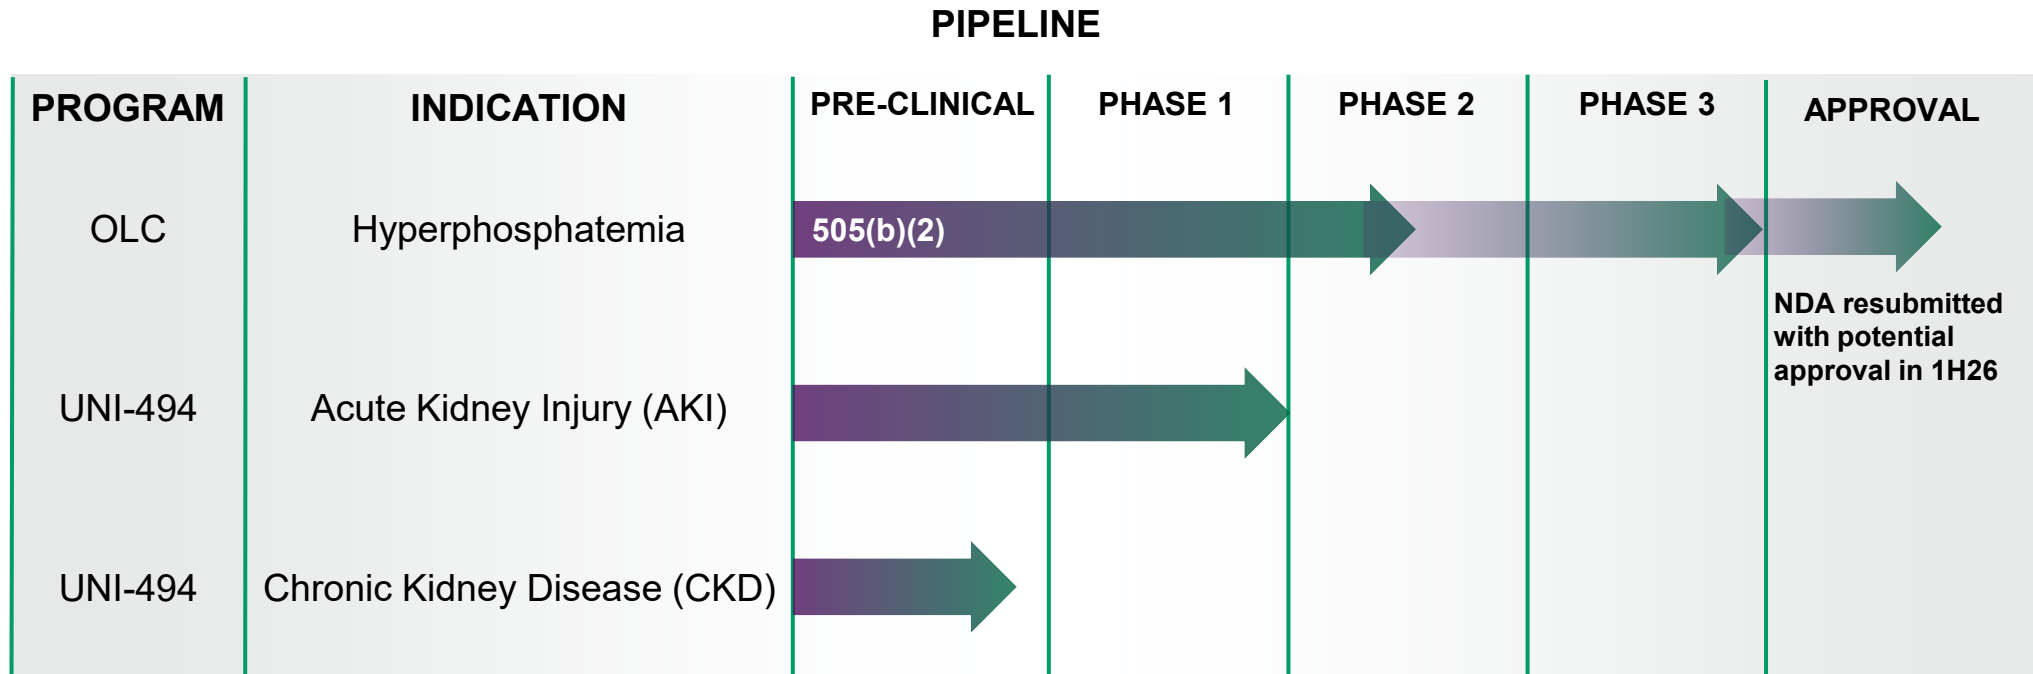 PIPELINE
PROGRAM
INDICATION
PRE-CLINICAL
PHASE 1
PHASE 2
PHASE 3
APPROVAL
OLC
Hyperphosphatemia
505(b)(2)
NDA resubmitted
with potential
approval in 1H26
UNI-494
Acute Kidney Injury (AKI)
UNI-494
Chronic Kidney Disease (CKD)